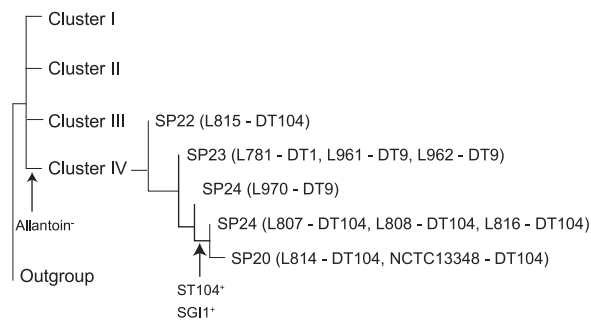 Cluster I
Cluster II
Cluster III
SP22 (L815 - DT104)
SP23 (L781 - DT1, L961 - DT9, L962 - DT9)
Cluster IV
SP24 (L970 - DT9)
Allantoin⁻
SP24 (L807 - DT104, L808 - DT104, L816 - DT104)
SP20 (L814 - DT104, NCTC13348 - DT104)
Outgroup
ST104⁺
SGI1⁺